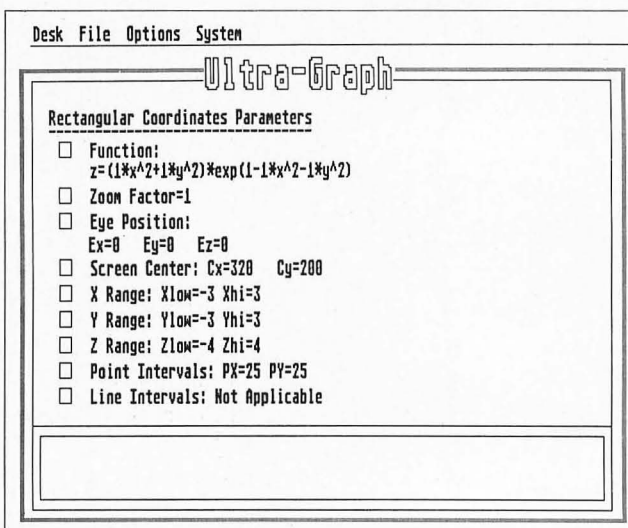 Desk File Options System
Ultra-Graph
Rectangular Coordinates Parameters
Function:
z=(1*x^2+1*y^2)*exp(1-1*x^2-1*y^2)
Zoom Factor=1
Eye Position:
Ex=0 Ey=0 Ez=0
Screen Center: Cx=320 Cy=200
X Range: Xlow=-3 Xhi=3
Y Range: Ylow=-3 Yhi=3
Z Range: Zlow=-4 Zhi=4
Point Intervals: PX=25 PY=25
Line Intervals: Not Applicable